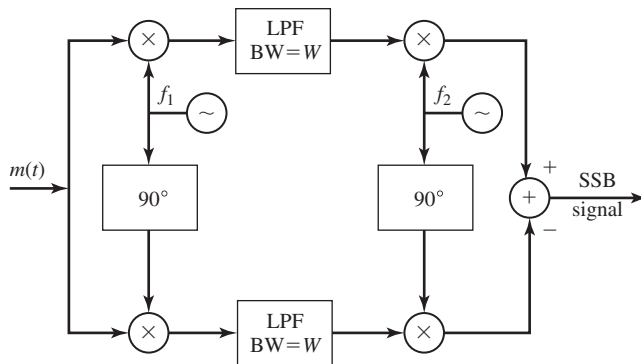 LPF
BW=W
×
×
f₁
~
f₂
~
m(t)
90°
90°
+
+
SSB
signal
−
×
LPF
BW=W
×